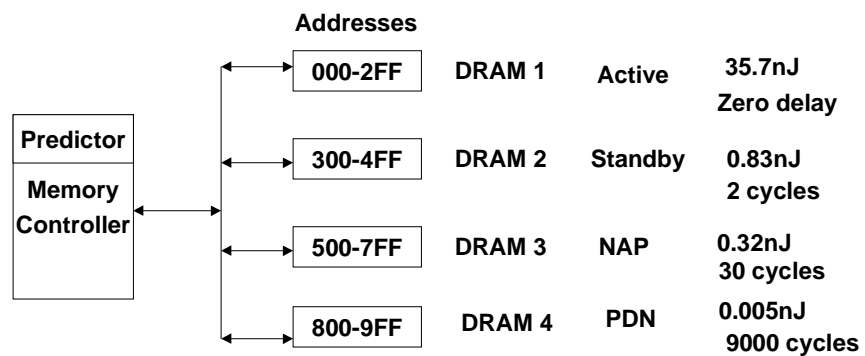 Addresses
000-2FF DRAM 1 Active 35.7nJ
Zero delay
Predictor
300-4FF DRAM 2 Standby 0.83nJ
2 cycles
Memory
Controller
500-7FF DRAM 3 NAP 0.32nJ
30 cycles
800-9FF DRAM 4 PDN 0.005nJ
9000 cycles